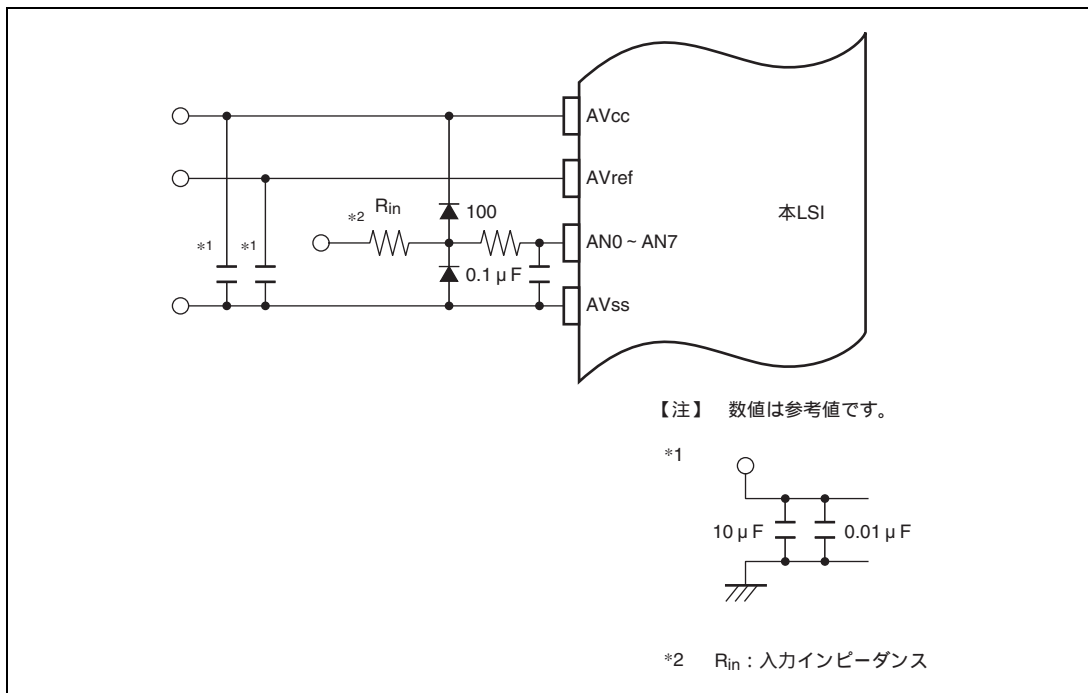 AVcc
AVref
*2 Rin 100
本LSI
*1 *1
AN0 ~ AN7
0.1 μ F
AVss
【注】 数値は参考値です。
*1
10 μ F 0.01 μ F
*2 Rin : 入力インピーダンス